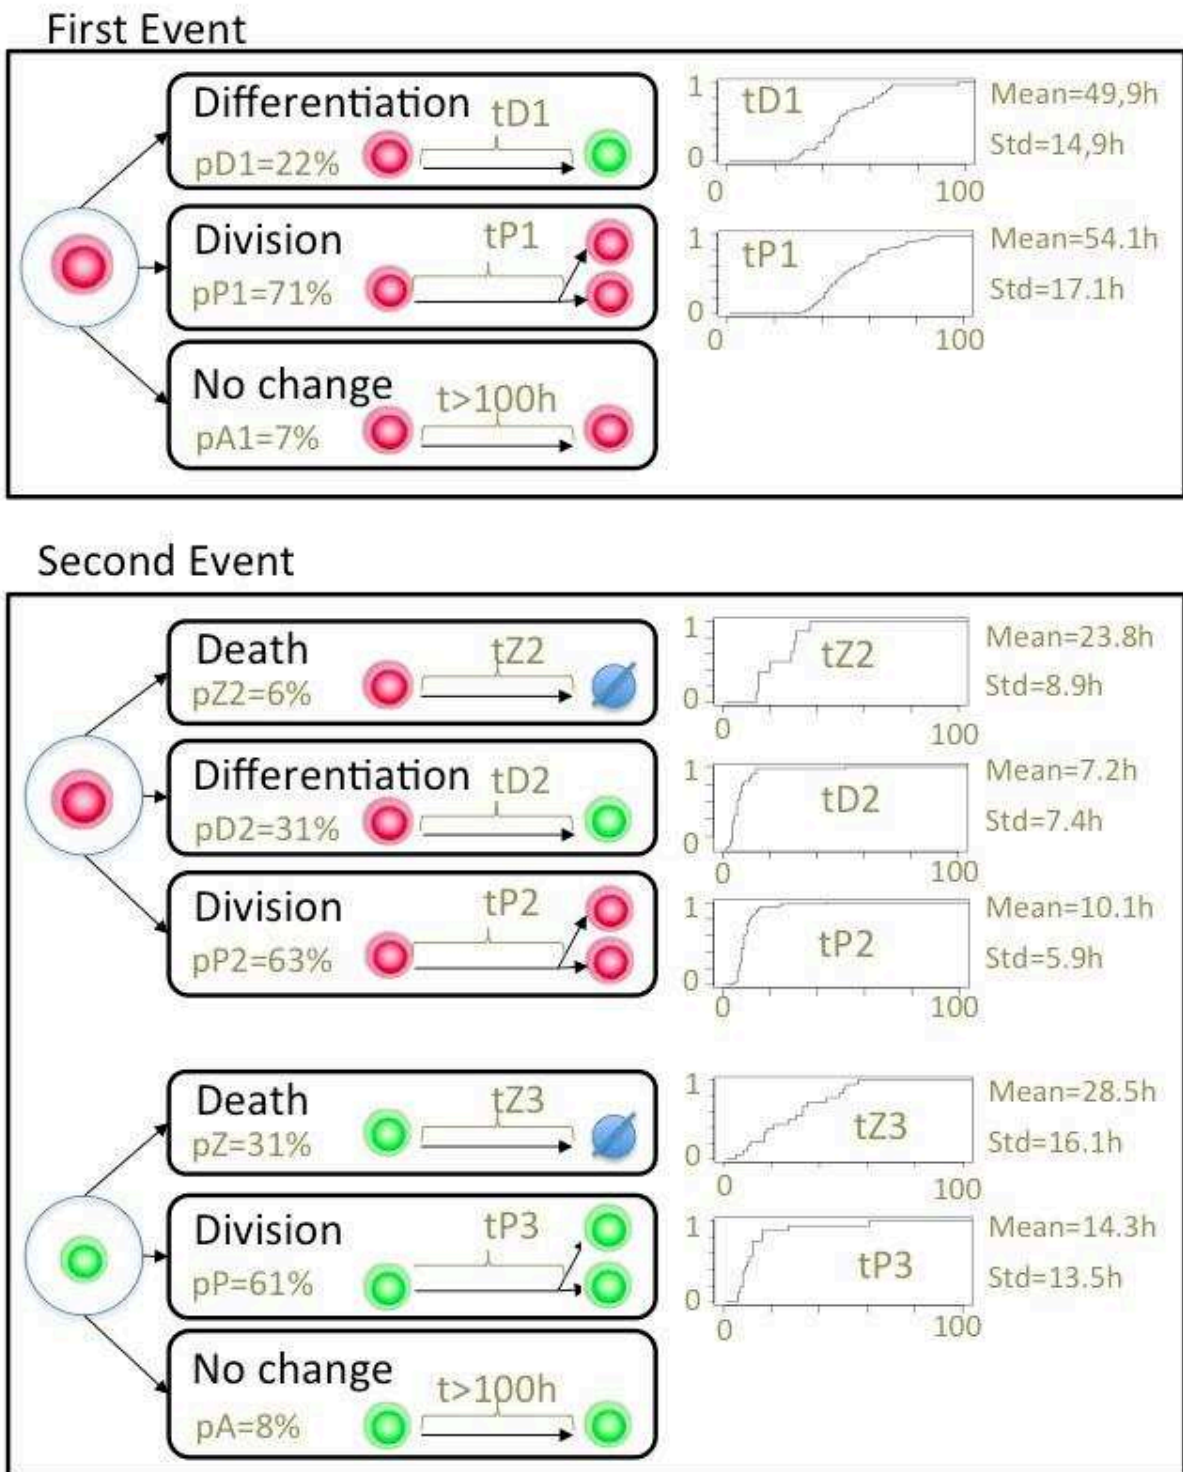 First Event
Differentiation
tD1
pD1=22%
1
tD1
0
0
100
Mean=49,9h
Std=14,9h
Division
tP1
pP1=71%
1
tP1
0
0
100
Mean=54.1h
Std=17.1h
No change
t>100h
pA1=7%
Second Event
Death
tZ2
pZ2=6%
1
tZ2
0
0
100
Mean=23.8h
Std=8.9h
Differentiation
tD2
pD2=31%
1
tD2
0
0
100
Mean=7.2h
Std=7.4h
Division
tP2
pP2=63%
1
tP2
0
0
100
Mean=10.1h
Std=5.9h
Death
tZ3
pZ=31%
1
tZ3
0
0
100
Mean=28.5h
Std=16.1h
Division
tP3
pP=61%
1
tP3
0
0
100
Mean=14.3h
Std=13.5h
No change
t>100h
pA=8%